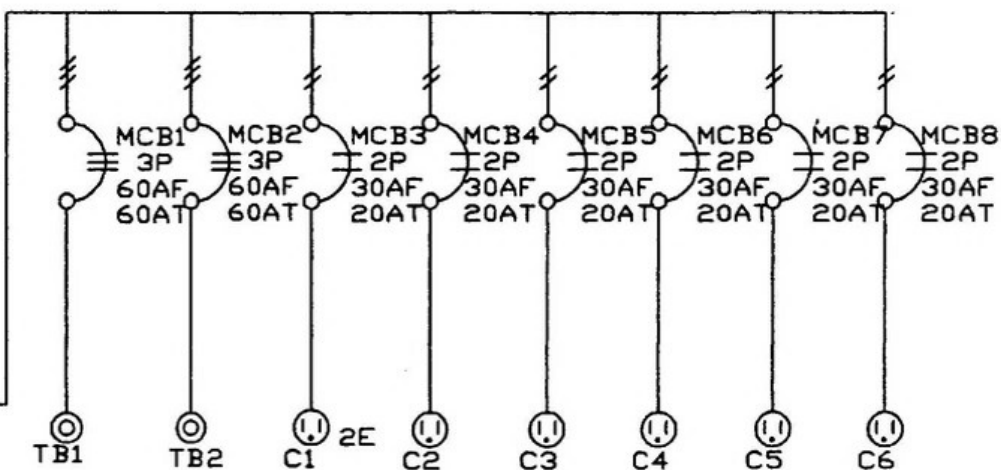 MCB1 MCB2 MCB3 MCB4 MCB5 MCB6 MCB7 MCB8
3P 3P 2P 2P 2P 2P 2P 2P
60AF 60AF 30AF 30AF 30AF 30AF 30AF 30AF
60AT 60AT 20AT 20AT 20AT 20AT 20AT 20AT
2E
TB1 TB2 C1 C2 C3 C4 C5 C6